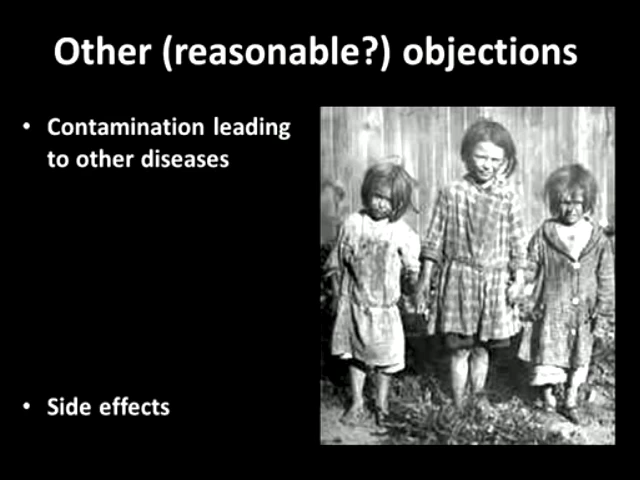 Other (reasonable?) objections
• Contamination leading
to other diseases
• Side effects